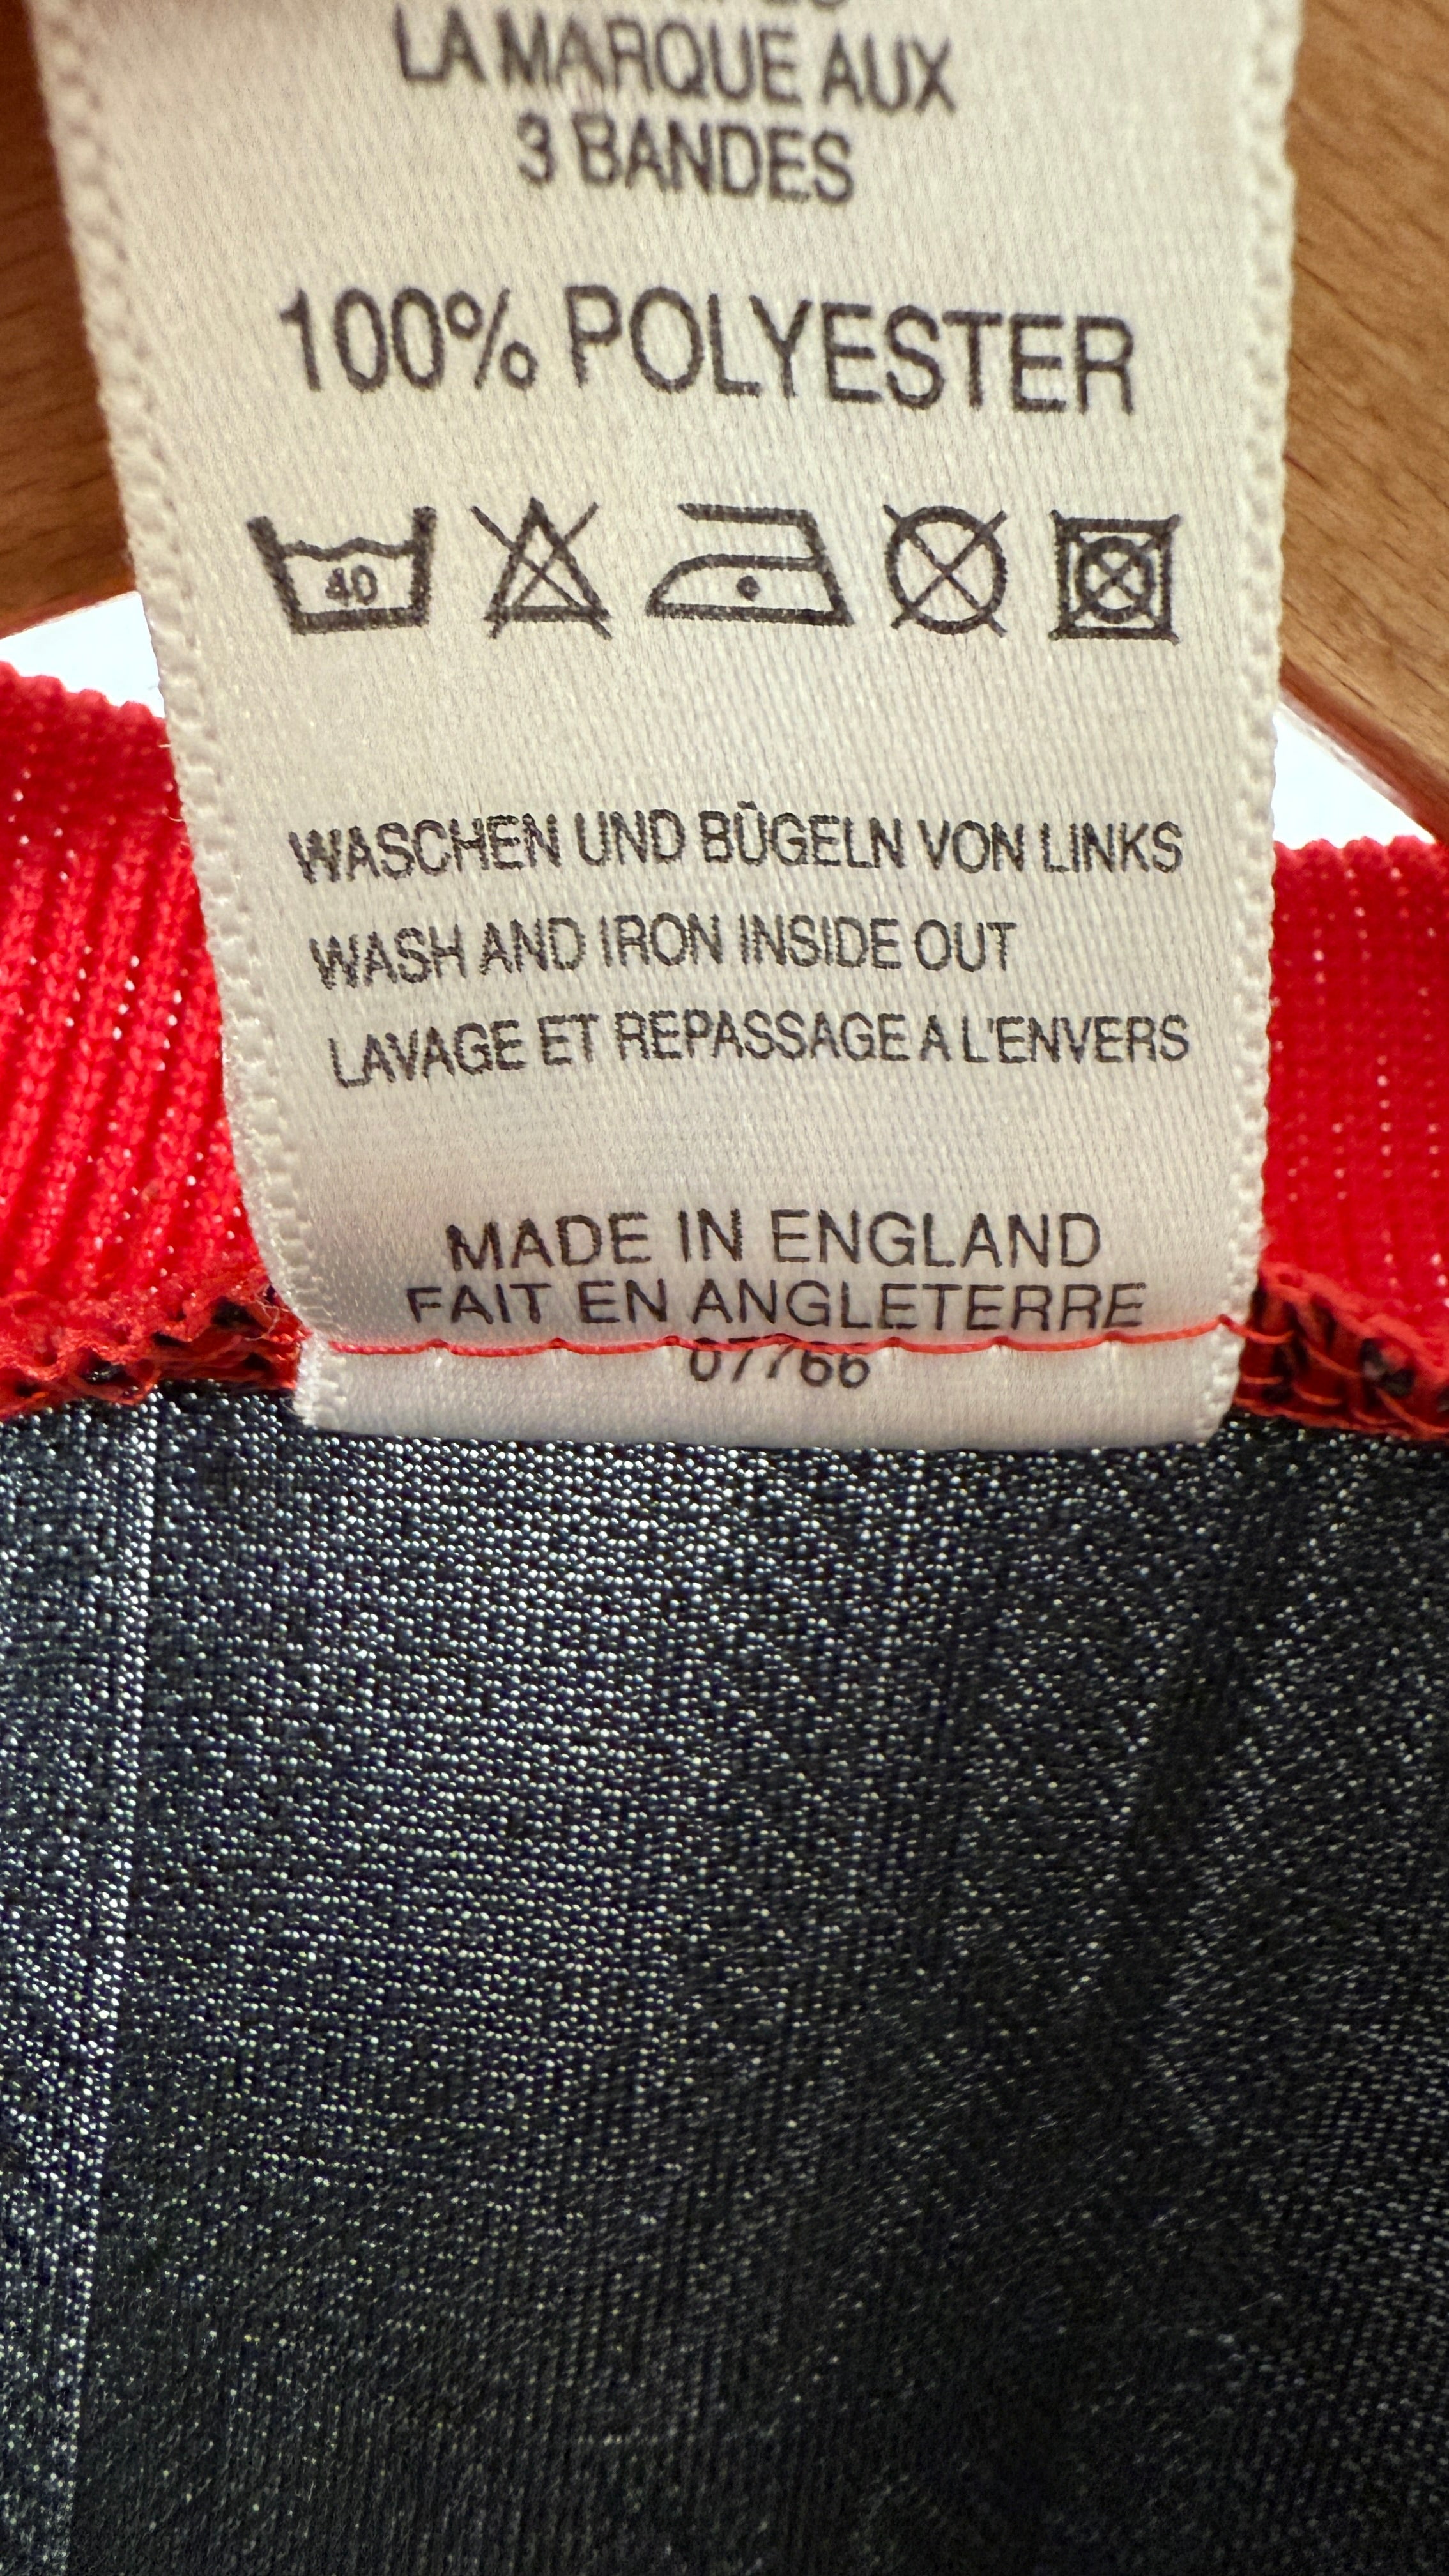 LA MARQUE AUX
3 BANDES
100% POLYESTER
40
WASCHEN UND BÜGELN VON LINKS
WASH AND IRON INSIDE OUT
LAVAGE ET REPASSAGE A L'ENVERS
MADE IN ENGLAND
FAIT EN ANGLETERRE